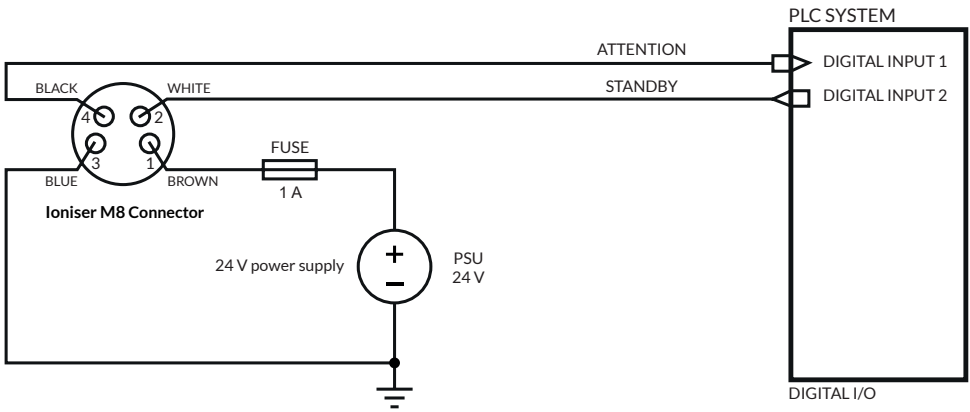 PLC SYSTEM
ATTENTION
DIGITAL INPUT 1
BLACK
WHITE
STANDBY
DIGITAL INPUT 2
4
2
3
1
FUSE
BLUE
BROWN
1 A
Ioniser M8 Connector
24 V power supply
+
−
PSU
24 V
DIGITAL I/O